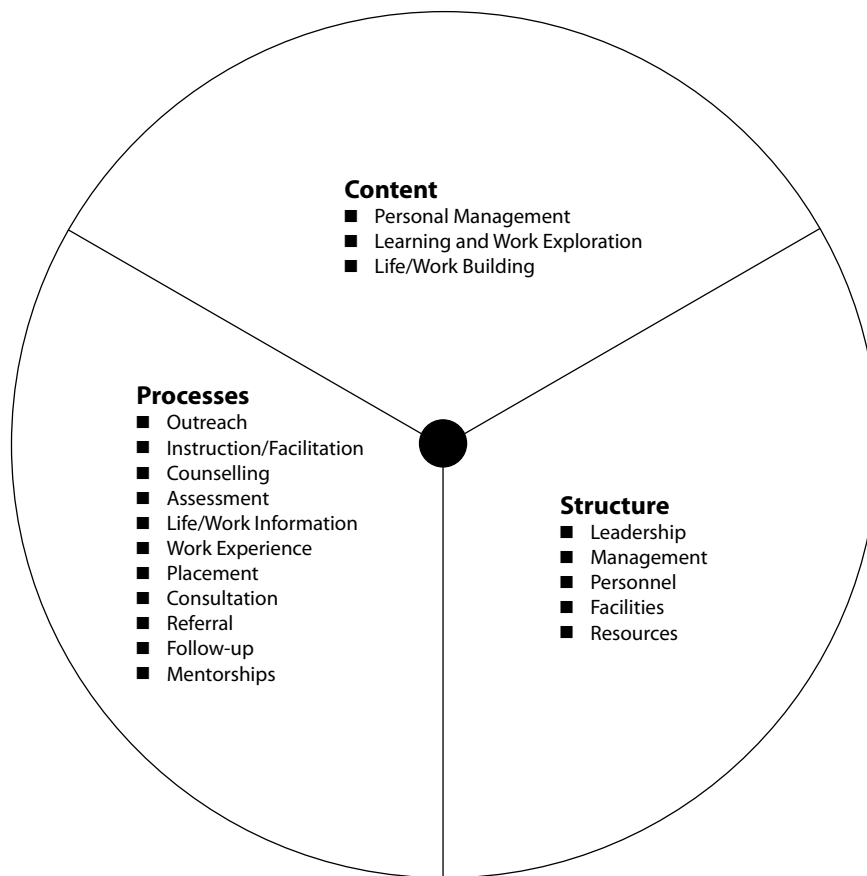 Content
■ Personal Management
■ Learning and Work Exploration
■ Life/Work Building
Processes
■ Outreach
■ Instruction/Facilitation
■ Counselling
■ Assessment
■ Life/Work Information
■ Work Experience
■ Placement
■ Consultation
■ Referral
■ Follow-up
■ Mentorships
Structure
■ Leadership
■ Management
■ Personnel
■ Facilities
■ Resources